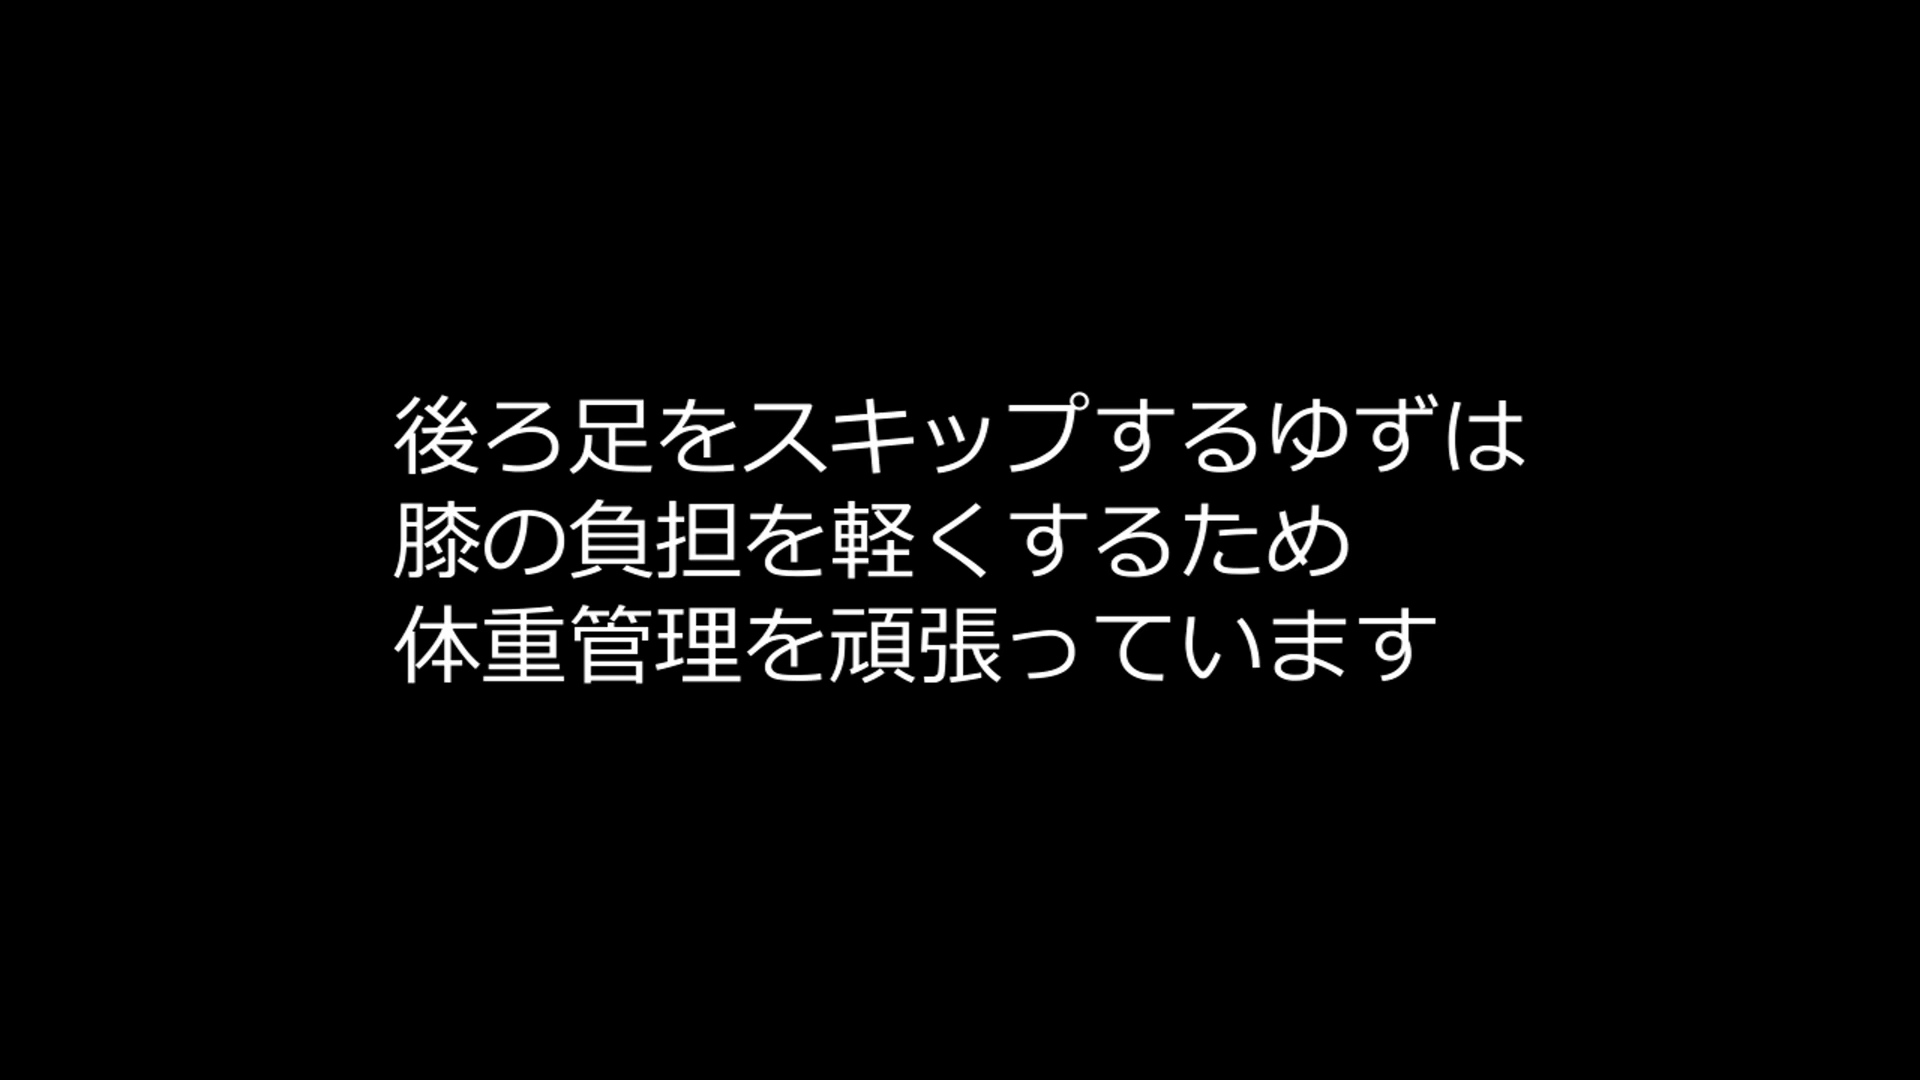 後ろ足をスキップするゆずは
膝の負担を軽くするため
体重管理を頑張っています